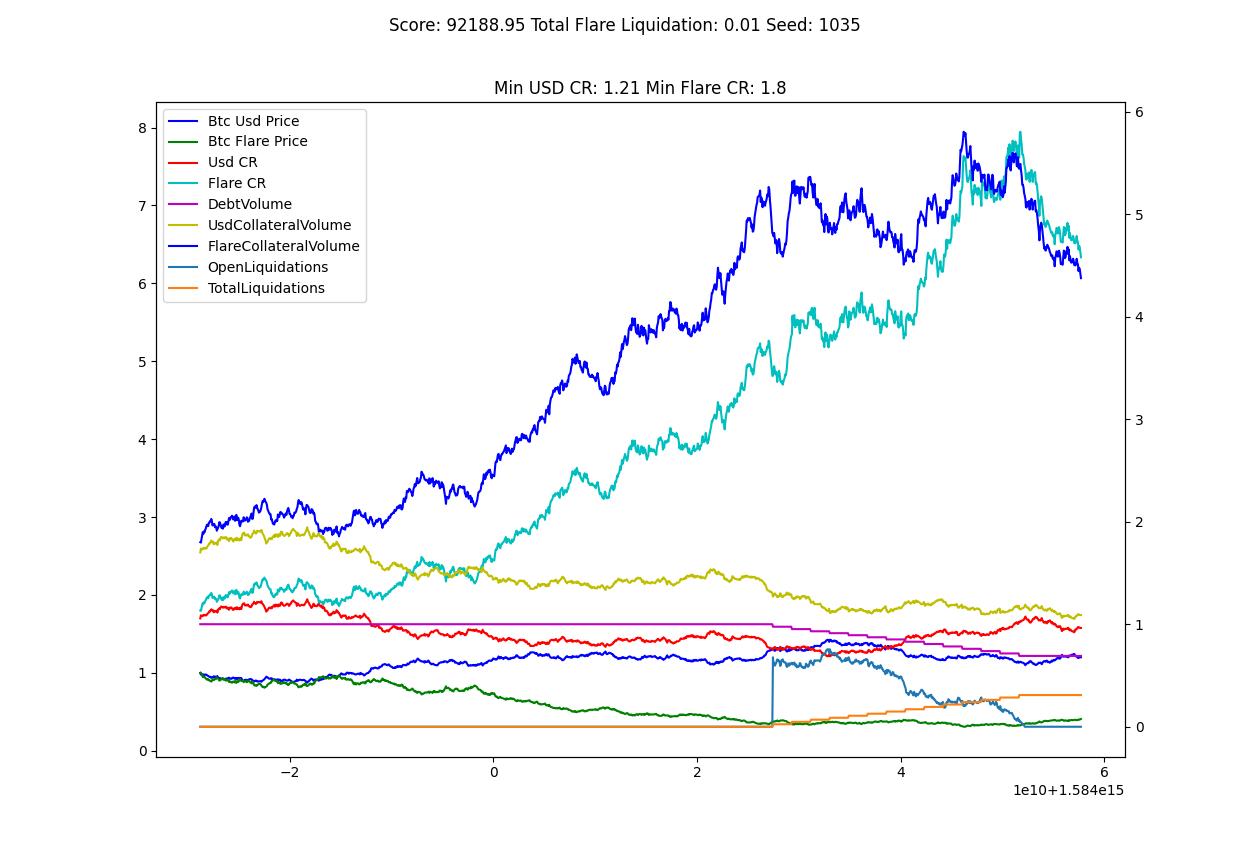 Score: 92188.95 Total Flare Liquidation: 0.01 Seed: 1035
Min USD CR: 1.21 Min Flare CR: 1.8
Btc Usd Price
Btc Flare Price
Usd CR
Flare CR
DebtVolume
UsdCollateralVolume
FlareCollateralVolume
OpenLiquidations
TotalLiquidations
8
7
6
5
4
3
2
1
0
6
5
4
3
2
1
0
−2
0
2
4
6
1e10+1.584e15